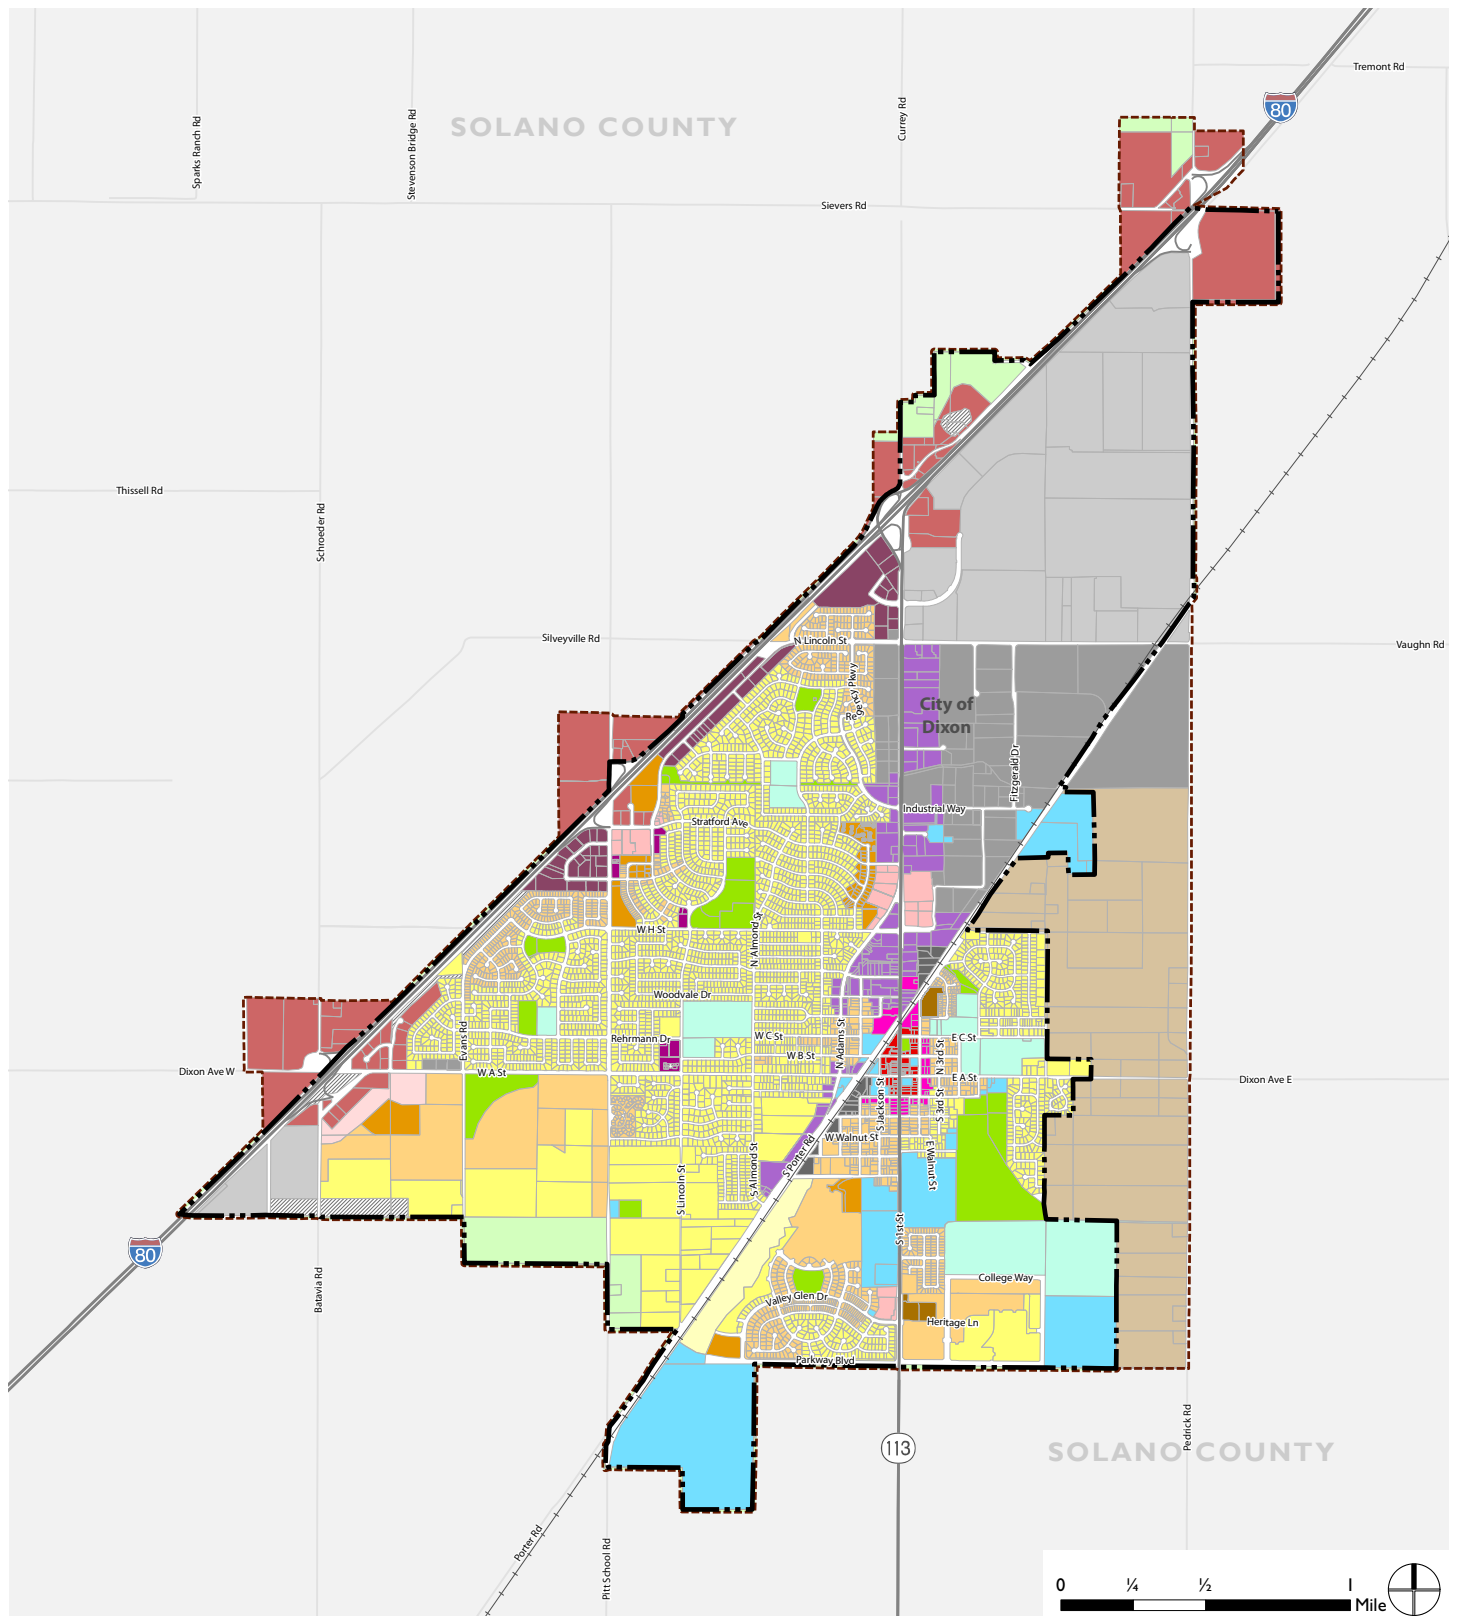 Tremont Rd
80
SOLANO COUNTY
Sparks Ranch Rd
Stevenson Bridge Rd
Currey Rd
Sievers Rd
Thissell Rd
Schroeder Rd
Silveyville Rd
N Lincoln St
Vaughn Rd
Regency Pkwy
City of
Dixon
Fitzgerald Dr
Industrial Way
Stratford Ave
W H St
N Almond St
Woodvale Dr
Evans Rd
Rehrmann Dr
W C St
W B St
N Adams St
E C St
N 3rd St
Dixon Ave W
W A St
E A St
Dixon Ave E
S Jackson St
S 3rd St
W Walnut St
S Porter Rd
E Walnut St
S Lincoln St
S Almond St
S 1st St
80
Batavia Rd
College Way
Valley Glen Dr
Heritage Ln
Parkway Blvd
Pedrick Rd
113
SOLANO COUNTY
Porter Rd
Pitt School Rd
0 ¼ ½ 1
Mile